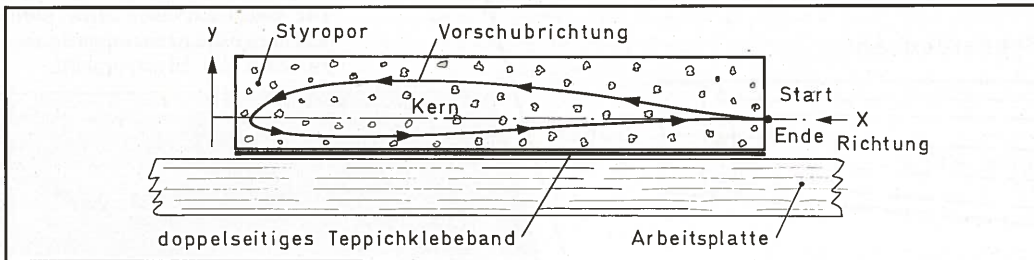 y
Styropor
Vorschubrichtung
Kern
Start
X
Ende
Richtung
doppelseitiges Teppichklebeband
Arbeitsplatte